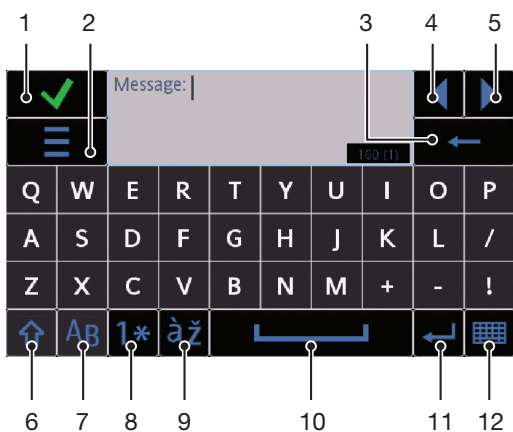 1 2 3 4 5
Message:
160 (1)
Q W E R T Y U I O P
A S D F G H J K L /
Z X C V B N M + - !
AB 1* àž
6 7 8 9 10 11 12